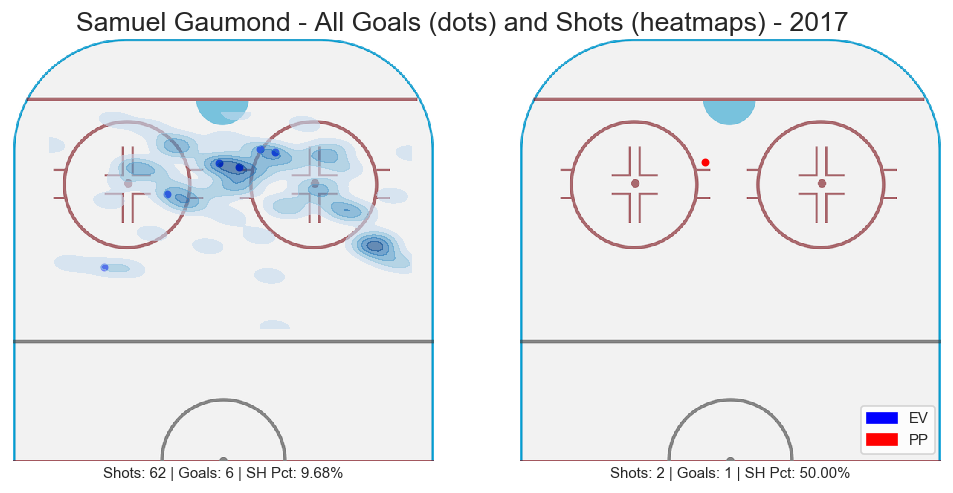 Samuel Gaumond - All Goals (dots) and Shots (heatmaps) - 2017
EV
PP
Shots: 62 | Goals: 6 | SH Pct: 9.68%
Shots: 2 | Goals: 1 | SH Pct: 50.00%